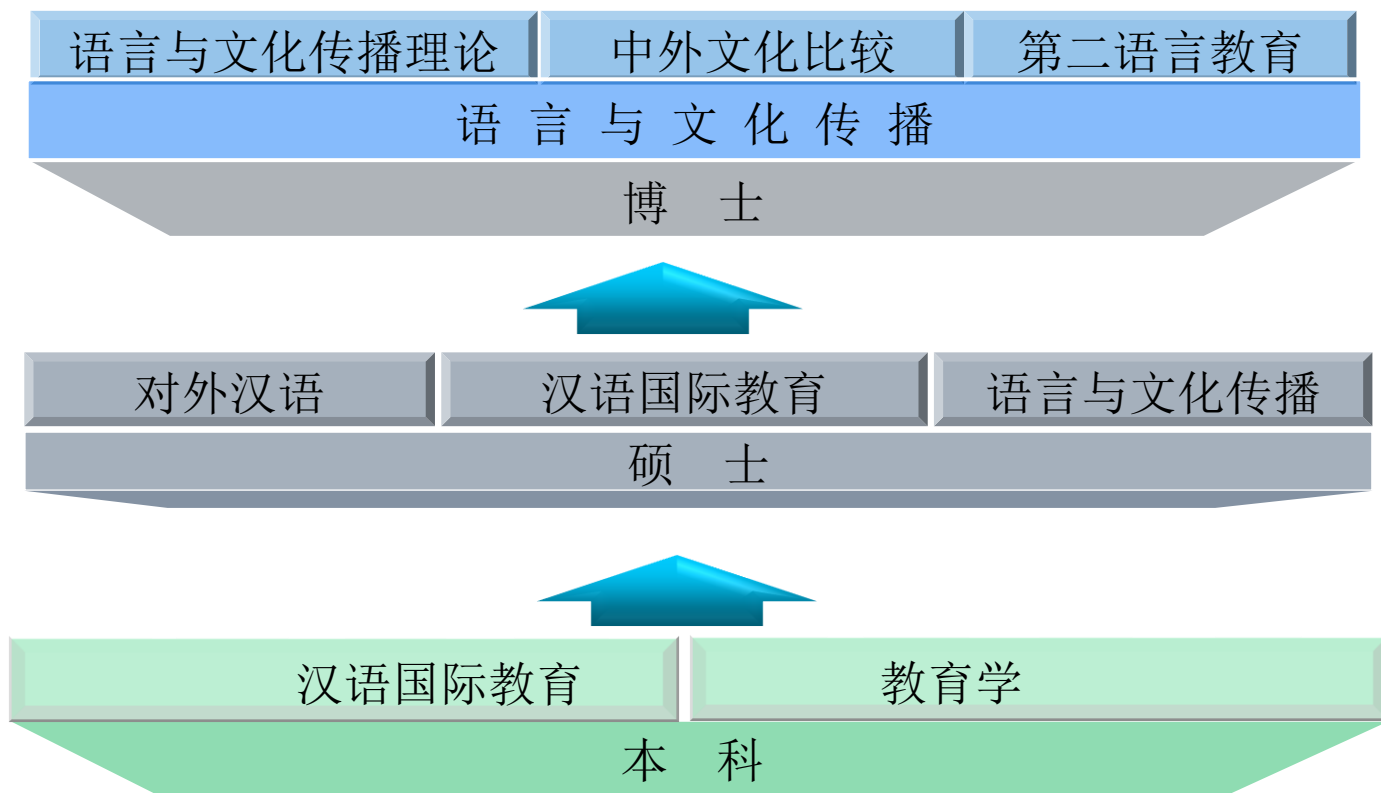 语言与文化传播理论 中外文化比较 第二语言教育
语 言 与 文 化 传 播
博 士
对外汉语 汉语国际教育 语言与文化传播
硕 士
汉语国际教育 教育学
本 科